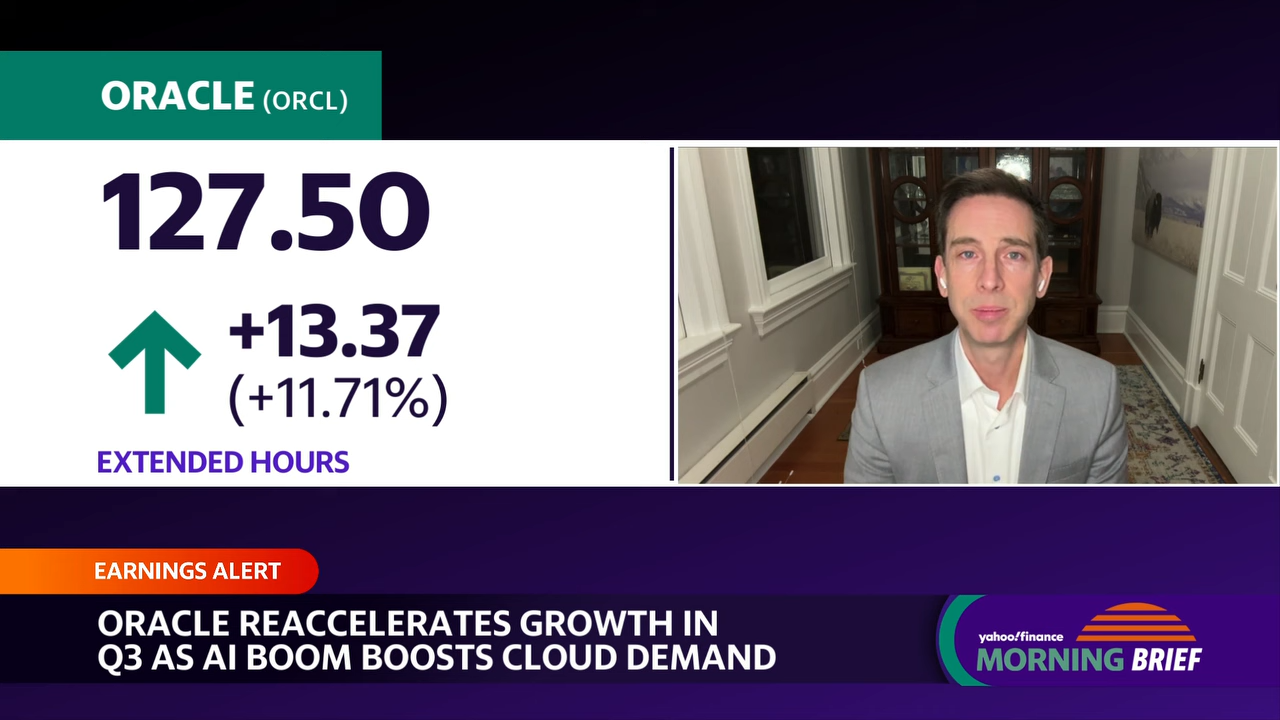 ORACLE (ORCL)
127.50
+13.37
(+11.71%)
EXTENDED HOURS
EARNINGS ALERT
ORACLE REACCELERATES GROWTH IN
Q3 AS AI BOOM BOOSTS CLOUD DEMAND
yahoo!finance
MORNING BRIEF